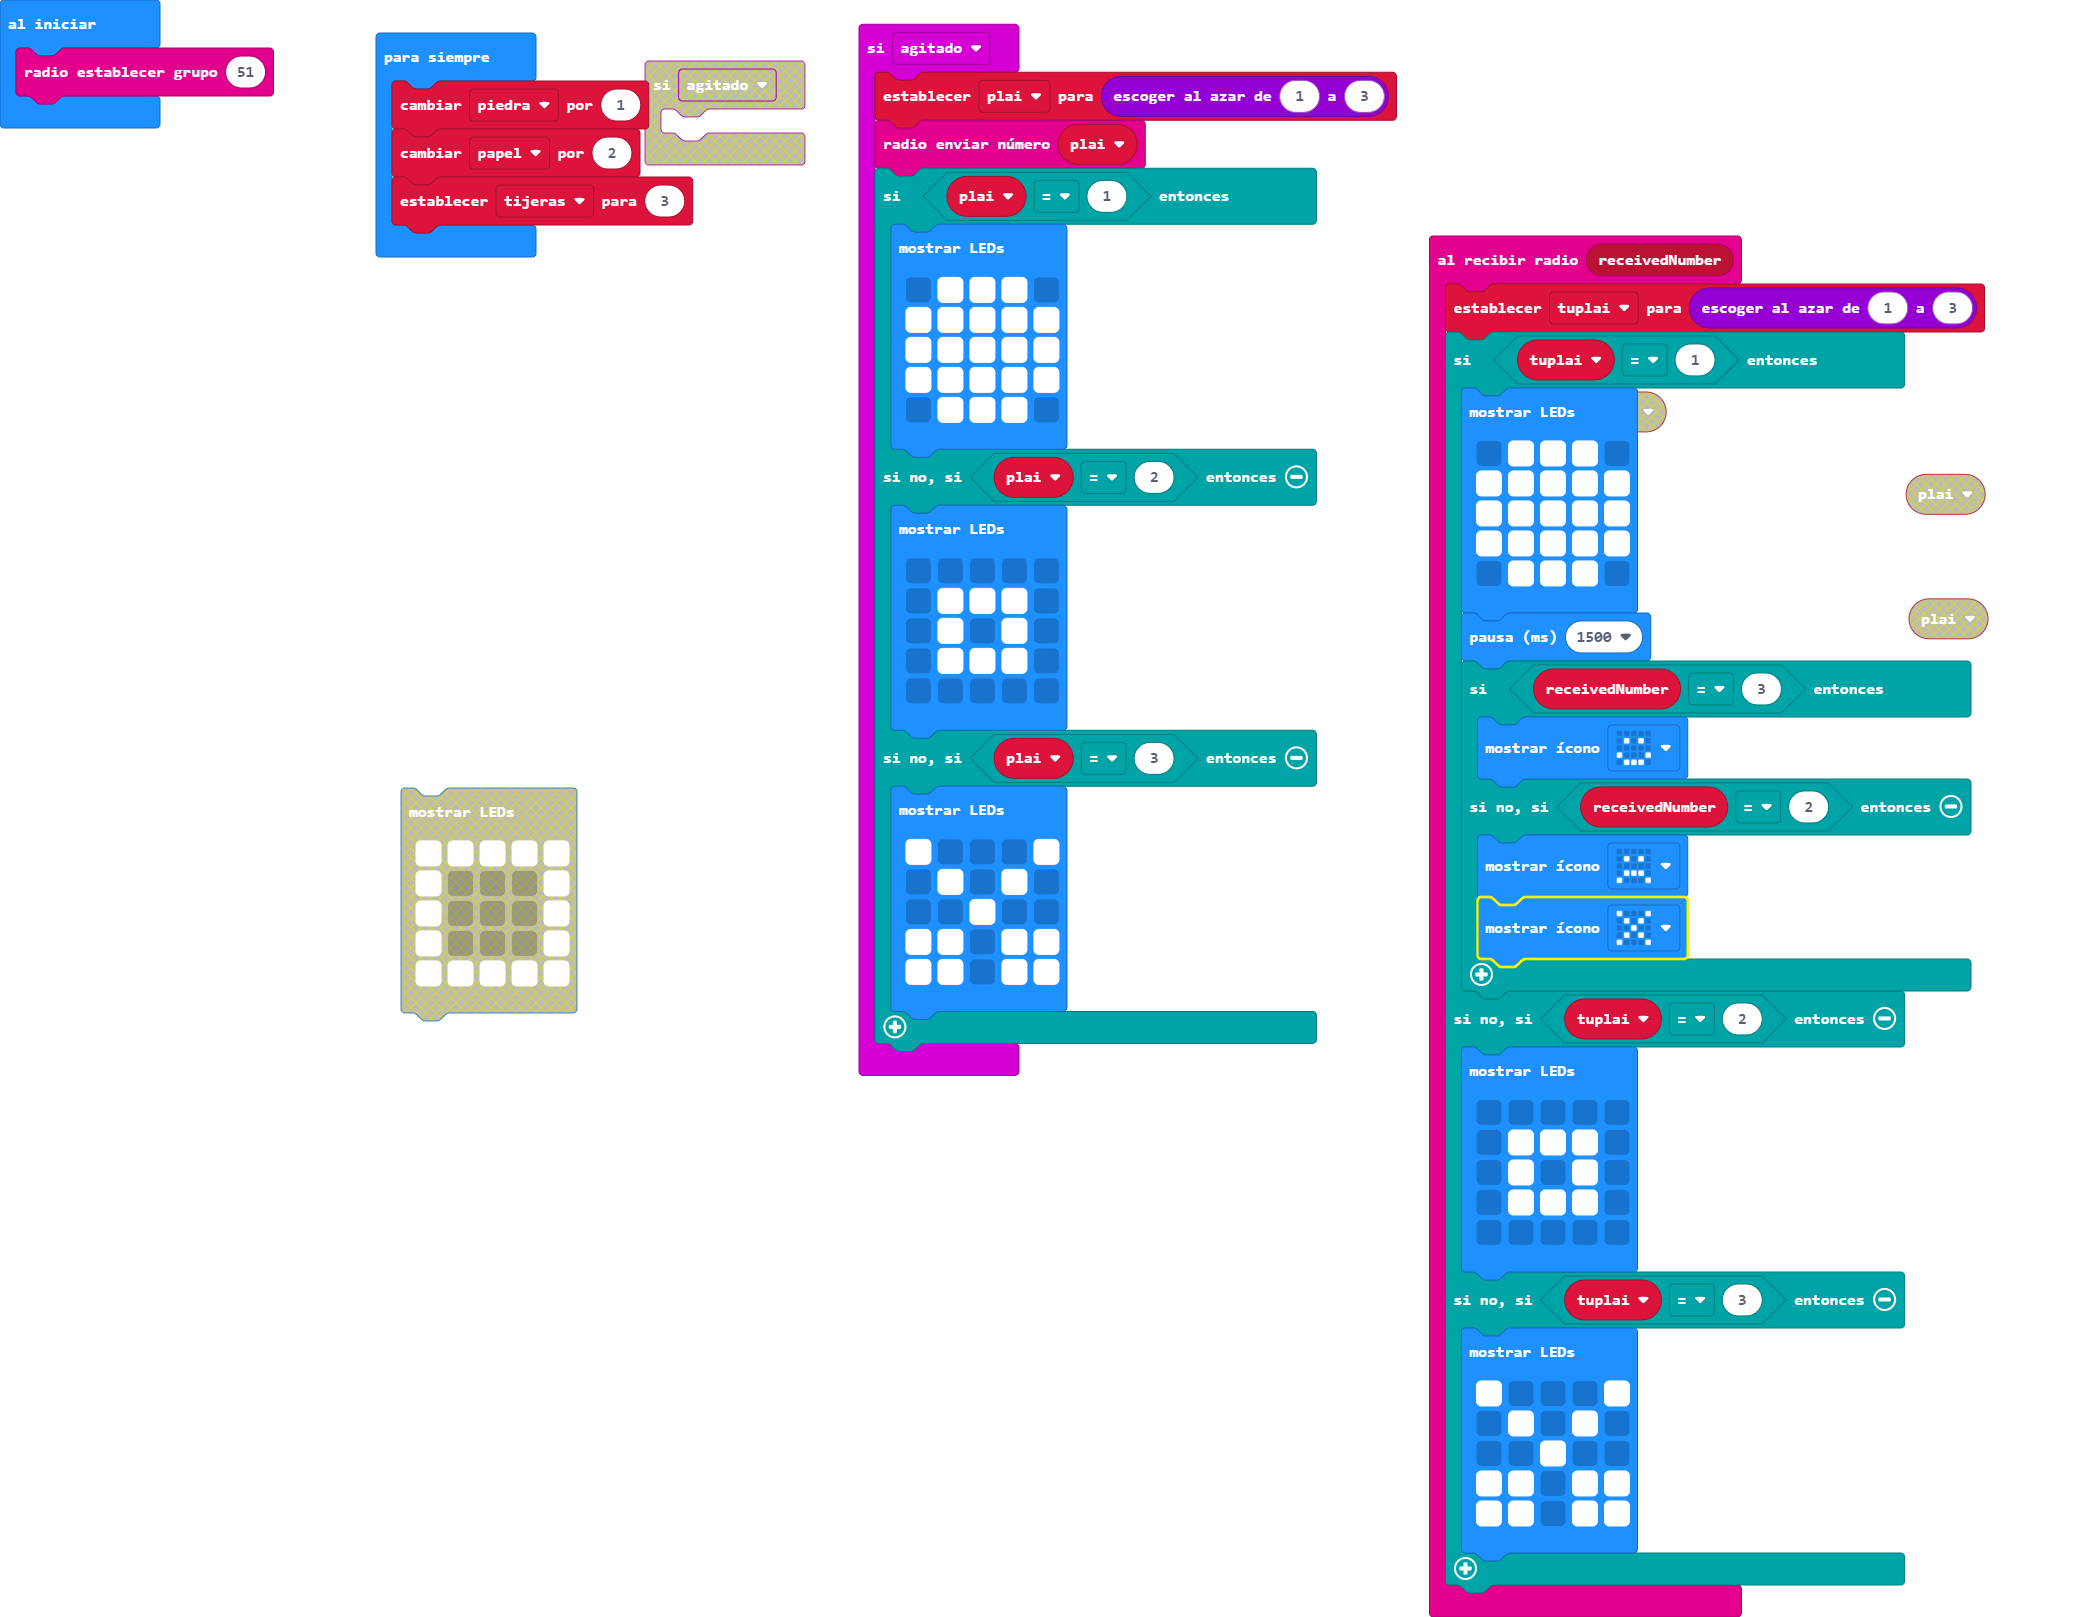 al iniciar
radio establecer grupo 51
para siempre
cambiar piedra por 1
cambiar papel por 2
establecer tijeras para 3
si agitado
mostrar LEDs
si agitado
establecer plai para escoger al azar de 1 a 3
radio enviar número plai
si plai = 1 entonces
mostrar LEDs
si no, si plai = 2 entonces
mostrar LEDs
si no, si plai = 3 entonces
mostrar LEDs
al recibir radio receivedNumber
establecer tuplai para escoger al azar de 1 a 3
si tuplai = 1 entonces
mostrar LEDs
pausa (ms) 1500
si receivedNumber = 3 entonces
mostrar ícono
si no, si receivedNumber = 2 entonces
mostrar ícono
mostrar ícono
si no, si tuplai = 2 entonces
mostrar LEDs
si no, si tuplai = 3 entonces
mostrar LEDs
plai
plai